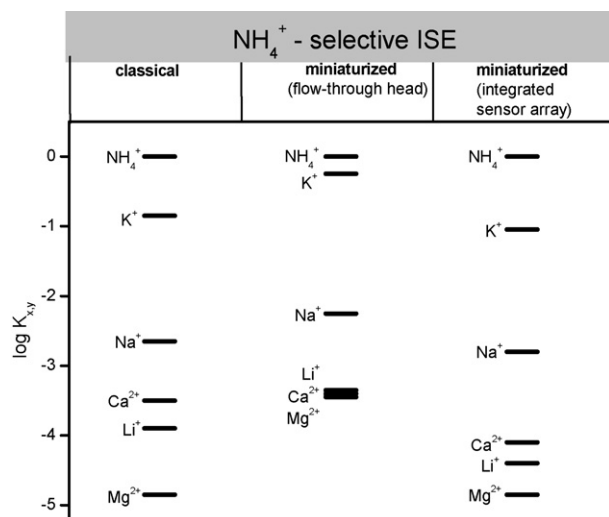 NH₄⁺ - selective ISE
classical
miniaturized
(flow-through head)
miniaturized
(integrated
sensor array)
log Kₓ,ᵧ
0
-1
-2
-3
-4
-5
NH₄⁺
K⁺
Na⁺
Ca²⁺
Li⁺
Mg²⁺
NH₄⁺
K⁺
Na⁺
Li⁺
Ca²⁺
Mg²⁺
NH₄⁺
K⁺
Na⁺
Ca²⁺
Li⁺
Mg²⁺